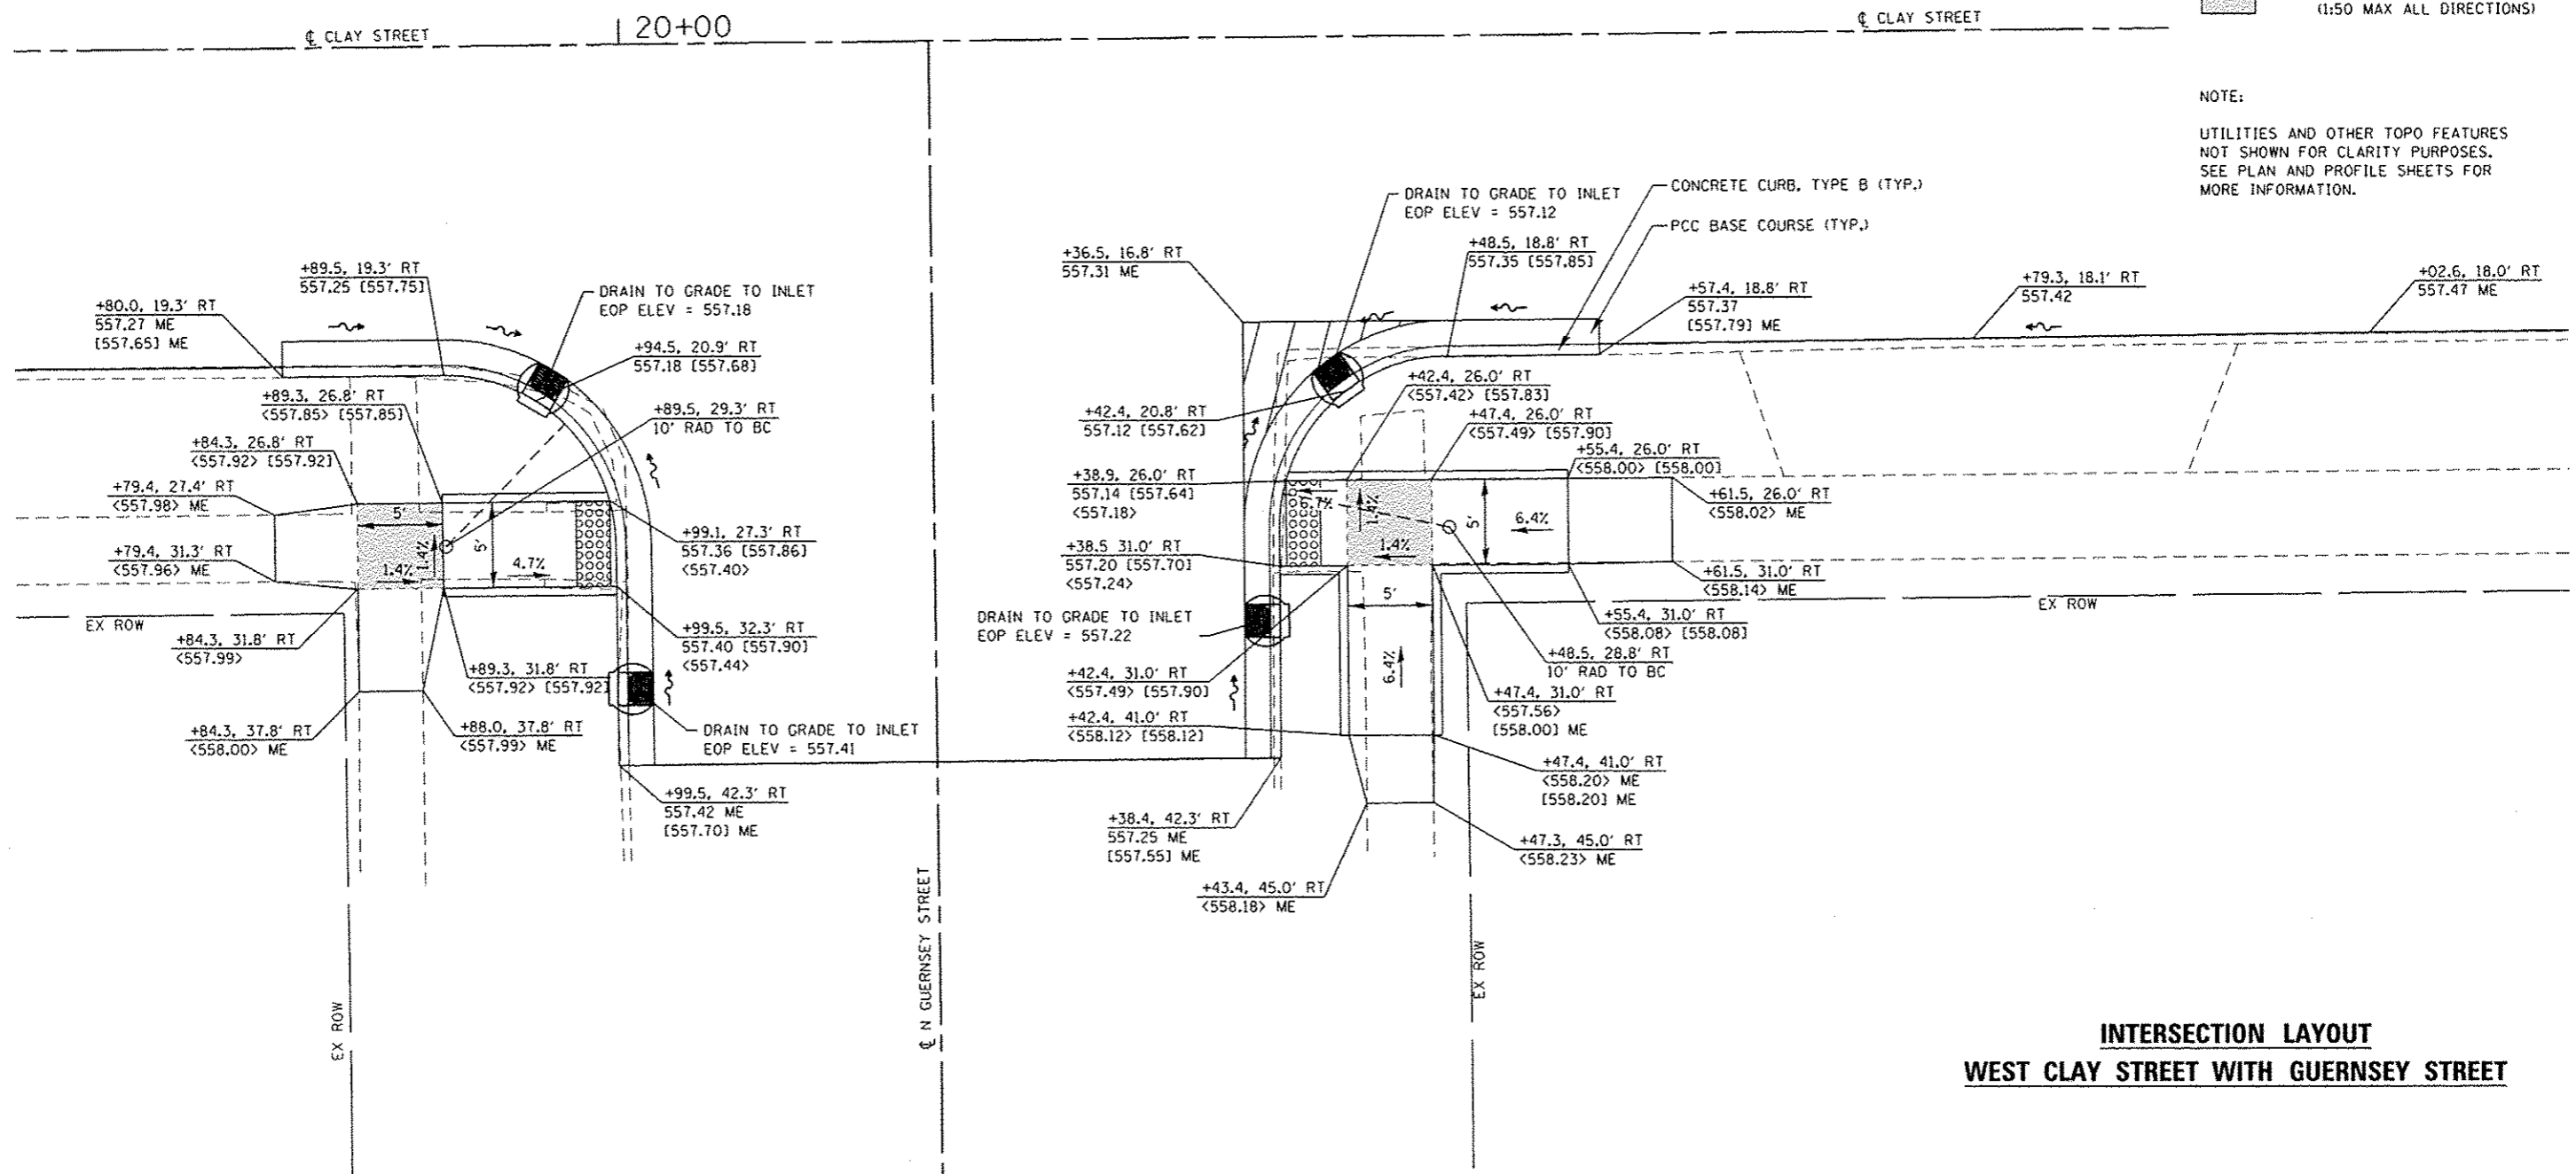 ℄ CLAY STREET
20+00
℄ CLAY STREET
(1:50 MAX ALL DIRECTIONS)
NOTE:
UTILITIES AND OTHER TOPO FEATURES
NOT SHOWN FOR CLARITY PURPOSES.
SEE PLAN AND PROFILE SHEETS FOR
MORE INFORMATION.
+80.0, 19.3' RT
557.27 ME
[557.65] ME
+89.5, 19.3' RT
557.25 [557.75]
DRAIN TO GRADE TO INLET
EOP ELEV = 557.18
+94.5, 20.9' RT
557.18 [557.68]
+89.3, 26.8' RT
<557.85> [557.85]
+89.5, 29.3' RT
10' RAD TO BC
+84.3, 26.8' RT
<557.92> [557.92]
+79.4, 27.4' RT
<557.98> ME
+79.4, 31.3' RT
<557.96> ME
5'
1.4%
1.4%
5'
4.7%
+99.1, 27.3' RT
557.36 [557.86]
<557.40>
EX ROW
+84.3, 31.8' RT
<557.99>
+89.3, 31.8' RT
<557.92> [557.92]
+99.5, 32.3' RT
557.40 [557.90]
<557.44>
+84.3, 37.8' RT
<558.00> ME
+88.0, 37.8' RT
<557.99> ME
DRAIN TO GRADE TO INLET
EOP ELEV = 557.41
+99.5, 42.3' RT
557.42 ME
[557.70] ME
EX ROW
℄ N GUERNSEY STREET
+36.5, 16.8' RT
557.31 ME
DRAIN TO GRADE TO INLET
EOP ELEV = 557.12
CONCRETE CURB, TYPE B (TYP.)
PCC BASE COURSE (TYP.)
+48.5, 18.8' RT
557.35 [557.85]
+57.4, 18.8' RT
557.37
[557.79] ME
+79.3, 18.1' RT
557.42
+02.6, 18.0' RT
557.47 ME
+42.4, 20.8' RT
557.12 [557.62]
+42.4, 26.0' RT
<557.42> [557.83]
+47.4, 26.0' RT
<557.49> [557.90]
+55.4, 26.0' RT
<558.00> [558.00]
+38.9, 26.0' RT
557.14 [557.64]
<557.18>
6.7%
1.4%
1.4%
5'
6.4%
+61.5, 26.0' RT
<558.02> ME
+38.5 31.0' RT
557.20 [557.70]
<557.24>
+61.5, 31.0' RT
<558.14> ME
EX ROW
5'
+55.4, 31.0' RT
<558.08> [558.08]
DRAIN TO GRADE TO INLET
EOP ELEV = 557.22
+48.5, 28.8' RT
10' RAD TO BC
+42.4, 31.0' RT
<557.49> [557.90]
6.4%
+47.4, 31.0' RT
<557.56>
[558.00] ME
+42.4, 41.0' RT
<558.12> [558.12]
+47.4, 41.0' RT
<558.20> ME
[558.20] ME
+38.4, 42.3' RT
557.25 ME
[557.55] ME
+47.3, 45.0' RT
<558.23> ME
+43.4, 45.0' RT
<558.18> ME
EX ROW
INTERSECTION LAYOUT
WEST CLAY STREET WITH GUERNSEY STREET